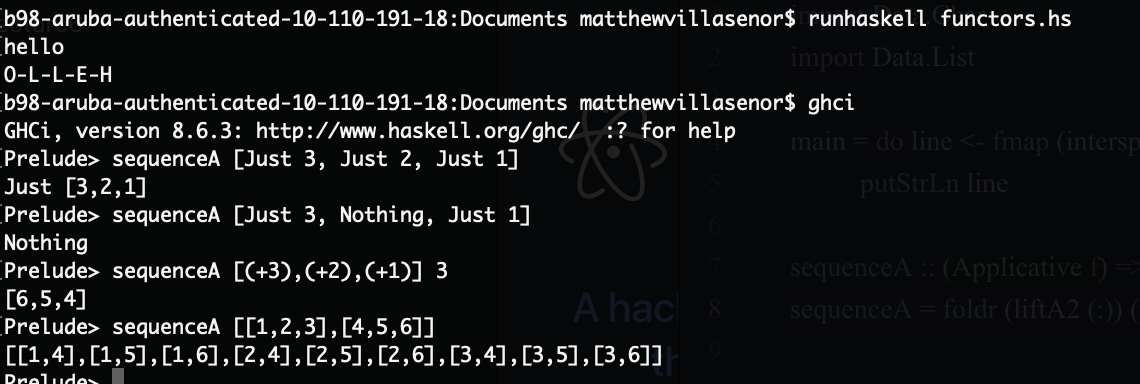 b98-aruba-authenticated-10-110-191-18:Documents matthewvillasenor$ runhaskell functors.hs
hello
O-L-L-E-H
b98-aruba-authenticated-10-110-191-18:Documents matthewvillasenor$ ghci
GHCi, version 8.6.3: http://www.haskell.org/ghc/  :? for help
Prelude> sequenceA [Just 3, Just 2, Just 1]
Just [3,2,1]
Prelude> sequenceA [Just 3, Nothing, Just 1]
Nothing
Prelude> sequenceA [(+3),(+2),(+1)] 3
[6,5,4]
Prelude> sequenceA [[1,2,3],[4,5,6]]
[[1,4],[1,5],[1,6],[2,4],[2,5],[2,6],[3,4],[3,5],[3,6]]
Prelude>
import Data.List
main = do line <- fmap (intersp
putStrLn line
5
6
7 sequenceA :: (Applicative f) =>
8 sequenceA = foldr (liftA2 (:)) (
9
A hac